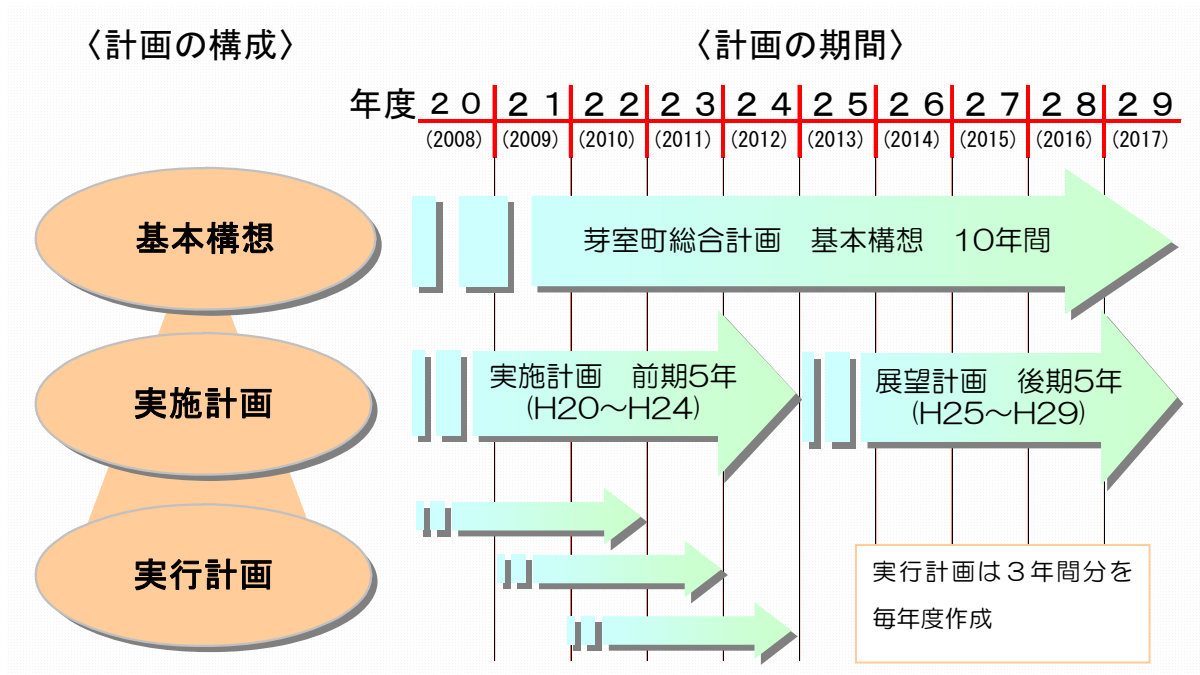 〈計画の構成〉
〈計画の期間〉
年度 20 21 22 23 24 25 26 27 28 29
(2008) (2009) (2010) (2011) (2012) (2013) (2014) (2015) (2016) (2017)
基本構想
芽室町総合計画　基本構想　10年間
実施計画
実施計画　前期5年
(H20～H24)
展望計画　後期5年
(H25～H29)
実行計画
実行計画は３年間分を
毎年度作成